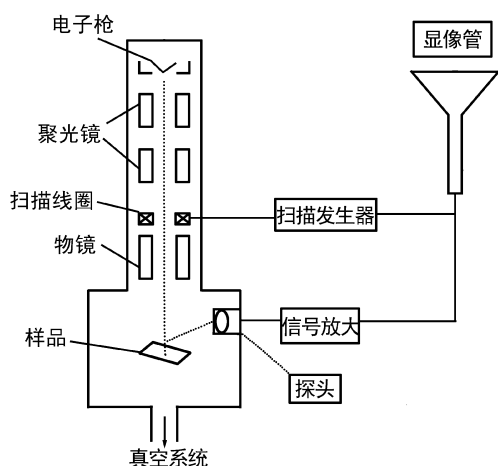 电子枪
显像管
聚光镜
扫描线圈
扫描发生器
物镜
信号放大
样品
探头
真空系统